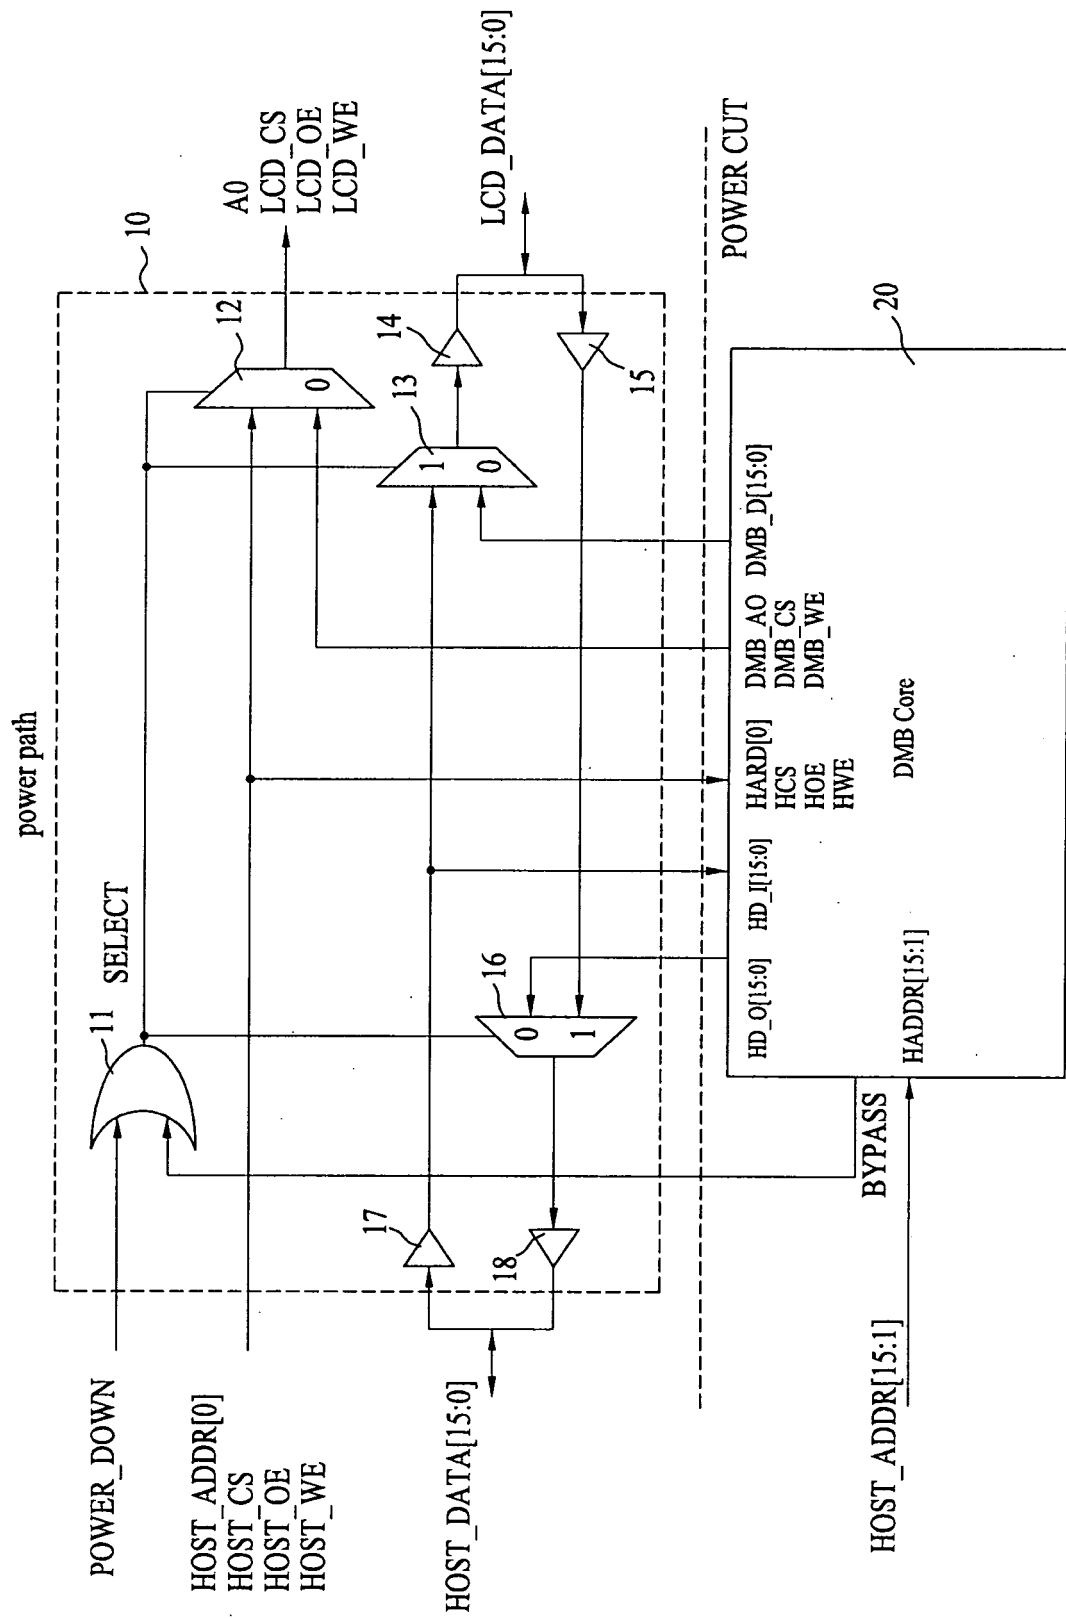 power path
10
POWER_DOWN
11
SELECT
12
0
A0
LCD_CS
LCD_OE
LCD_WE
HOST_ADDR[0]
HOST_CS
HOST_OE
HOST_WE
13
1
0
14
17
LCD_DATA[15:0]
HOST_DATA[15:0]
18
16
0
1
15
POWER CUT
20
HD_O[15:0]
HD_I[15:0]
HARD[0]
HCS
HOE
HWE
DMB_AO
DMB_CS
DMB_WE
DMB_D[15:0]
BYPASS
HADDR[15:1]
DMB Core
HOST_ADDR[15:1]